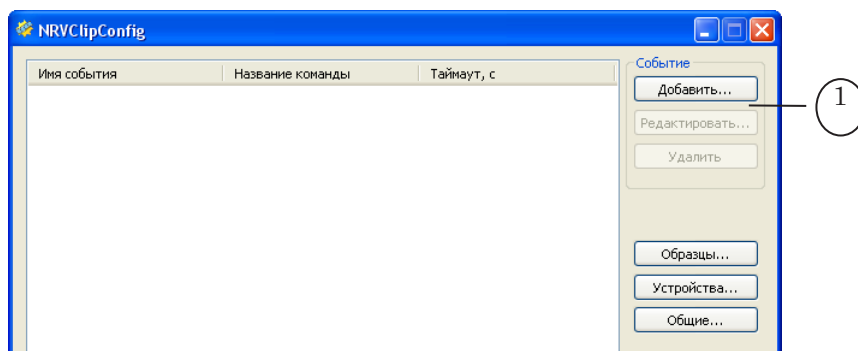 NRVClipConfig
Имя события Название команды Таймаут, с
Событие
Добавить...
1
Редактировать...
Удалить
Образцы...
Устройства...
Общие...